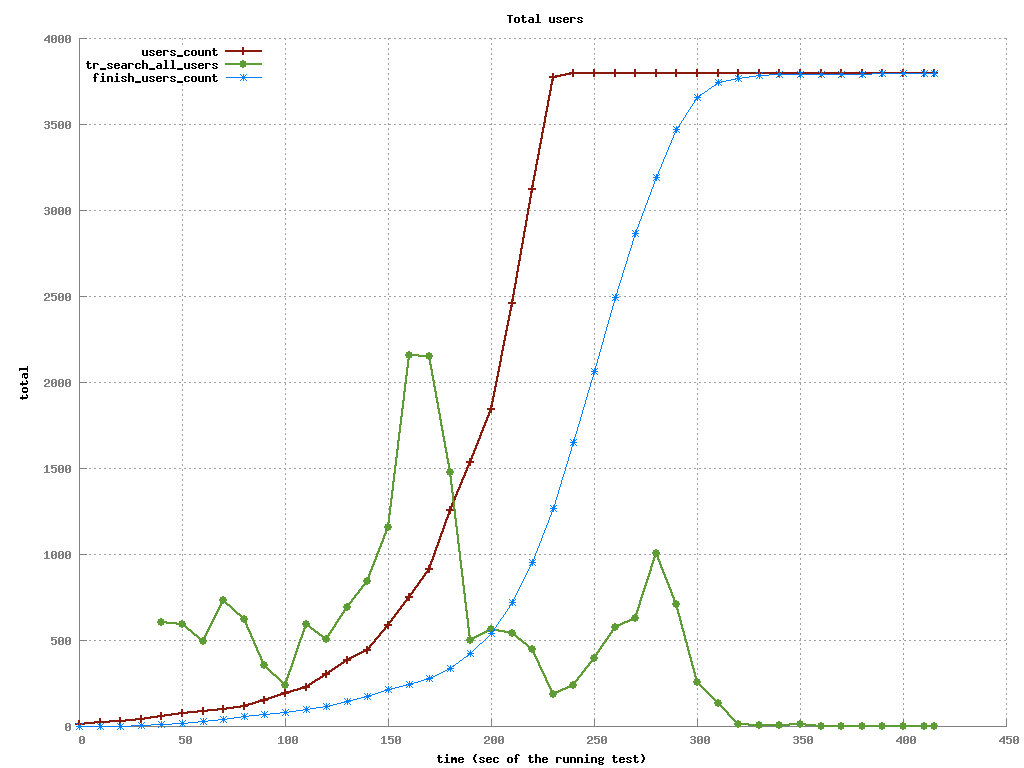 Total users
users_count
tr_search_all_users
finish_users_count
4000
3500
3000
2500
2000
1500
1000
500
0
total
0 50 100 150 200 250 300 350 400 450
time (sec of the running test)